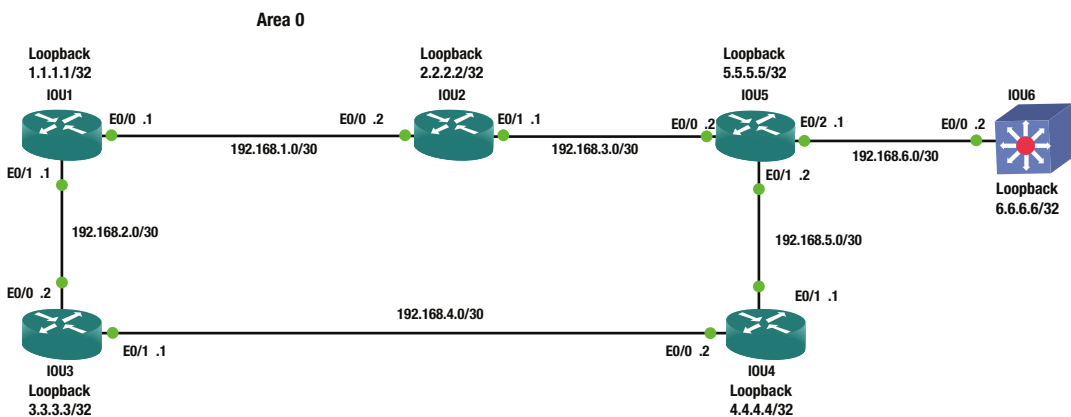 Area 0
Loopback
1.1.1.1/32
IOU1
Loopback
2.2.2.2/32
IOU2
Loopback
5.5.5.5/32
IOU5
IOU6
E0/0 .1
E0/0 .2
E0/1 .1
E0/0 .2
E0/2 .1
E0/0 .2
192.168.1.0/30
192.168.3.0/30
192.168.6.0/30
E0/1 .1
E0/1 .2
Loopback
6.6.6.6/32
192.168.2.0/30
192.168.5.0/30
E0/0 .2
192.168.4.0/30
E0/1 .1
E0/1 .1
E0/0 .2
IOU3
Loopback
3.3.3.3/32
IOU4
Loopback
4.4.4.4/32